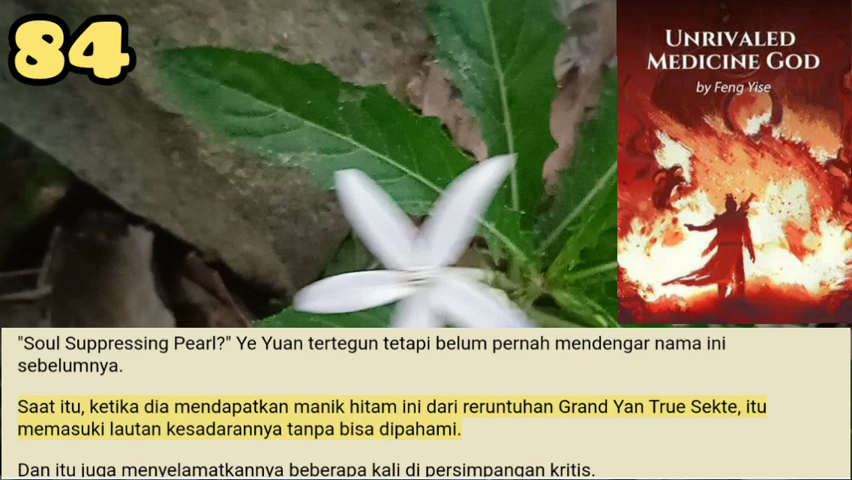 84
UNRIVALED
MEDICINE GOD
by Feng Yise
"Soul Suppressing Pearl?" Ye Yuan tertegun tetapi belum pernah mendengar nama ini
sebelumnya.
Saat itu, ketika dia mendapatkan manik hitam ini dari reruntuhan Grand Yan True Sekte, itu
memasuki lautan kesadarannya tanpa bisa dipahami.
Dan itu juga menyelamatkannya beberapa kali di persimpangan kritis.